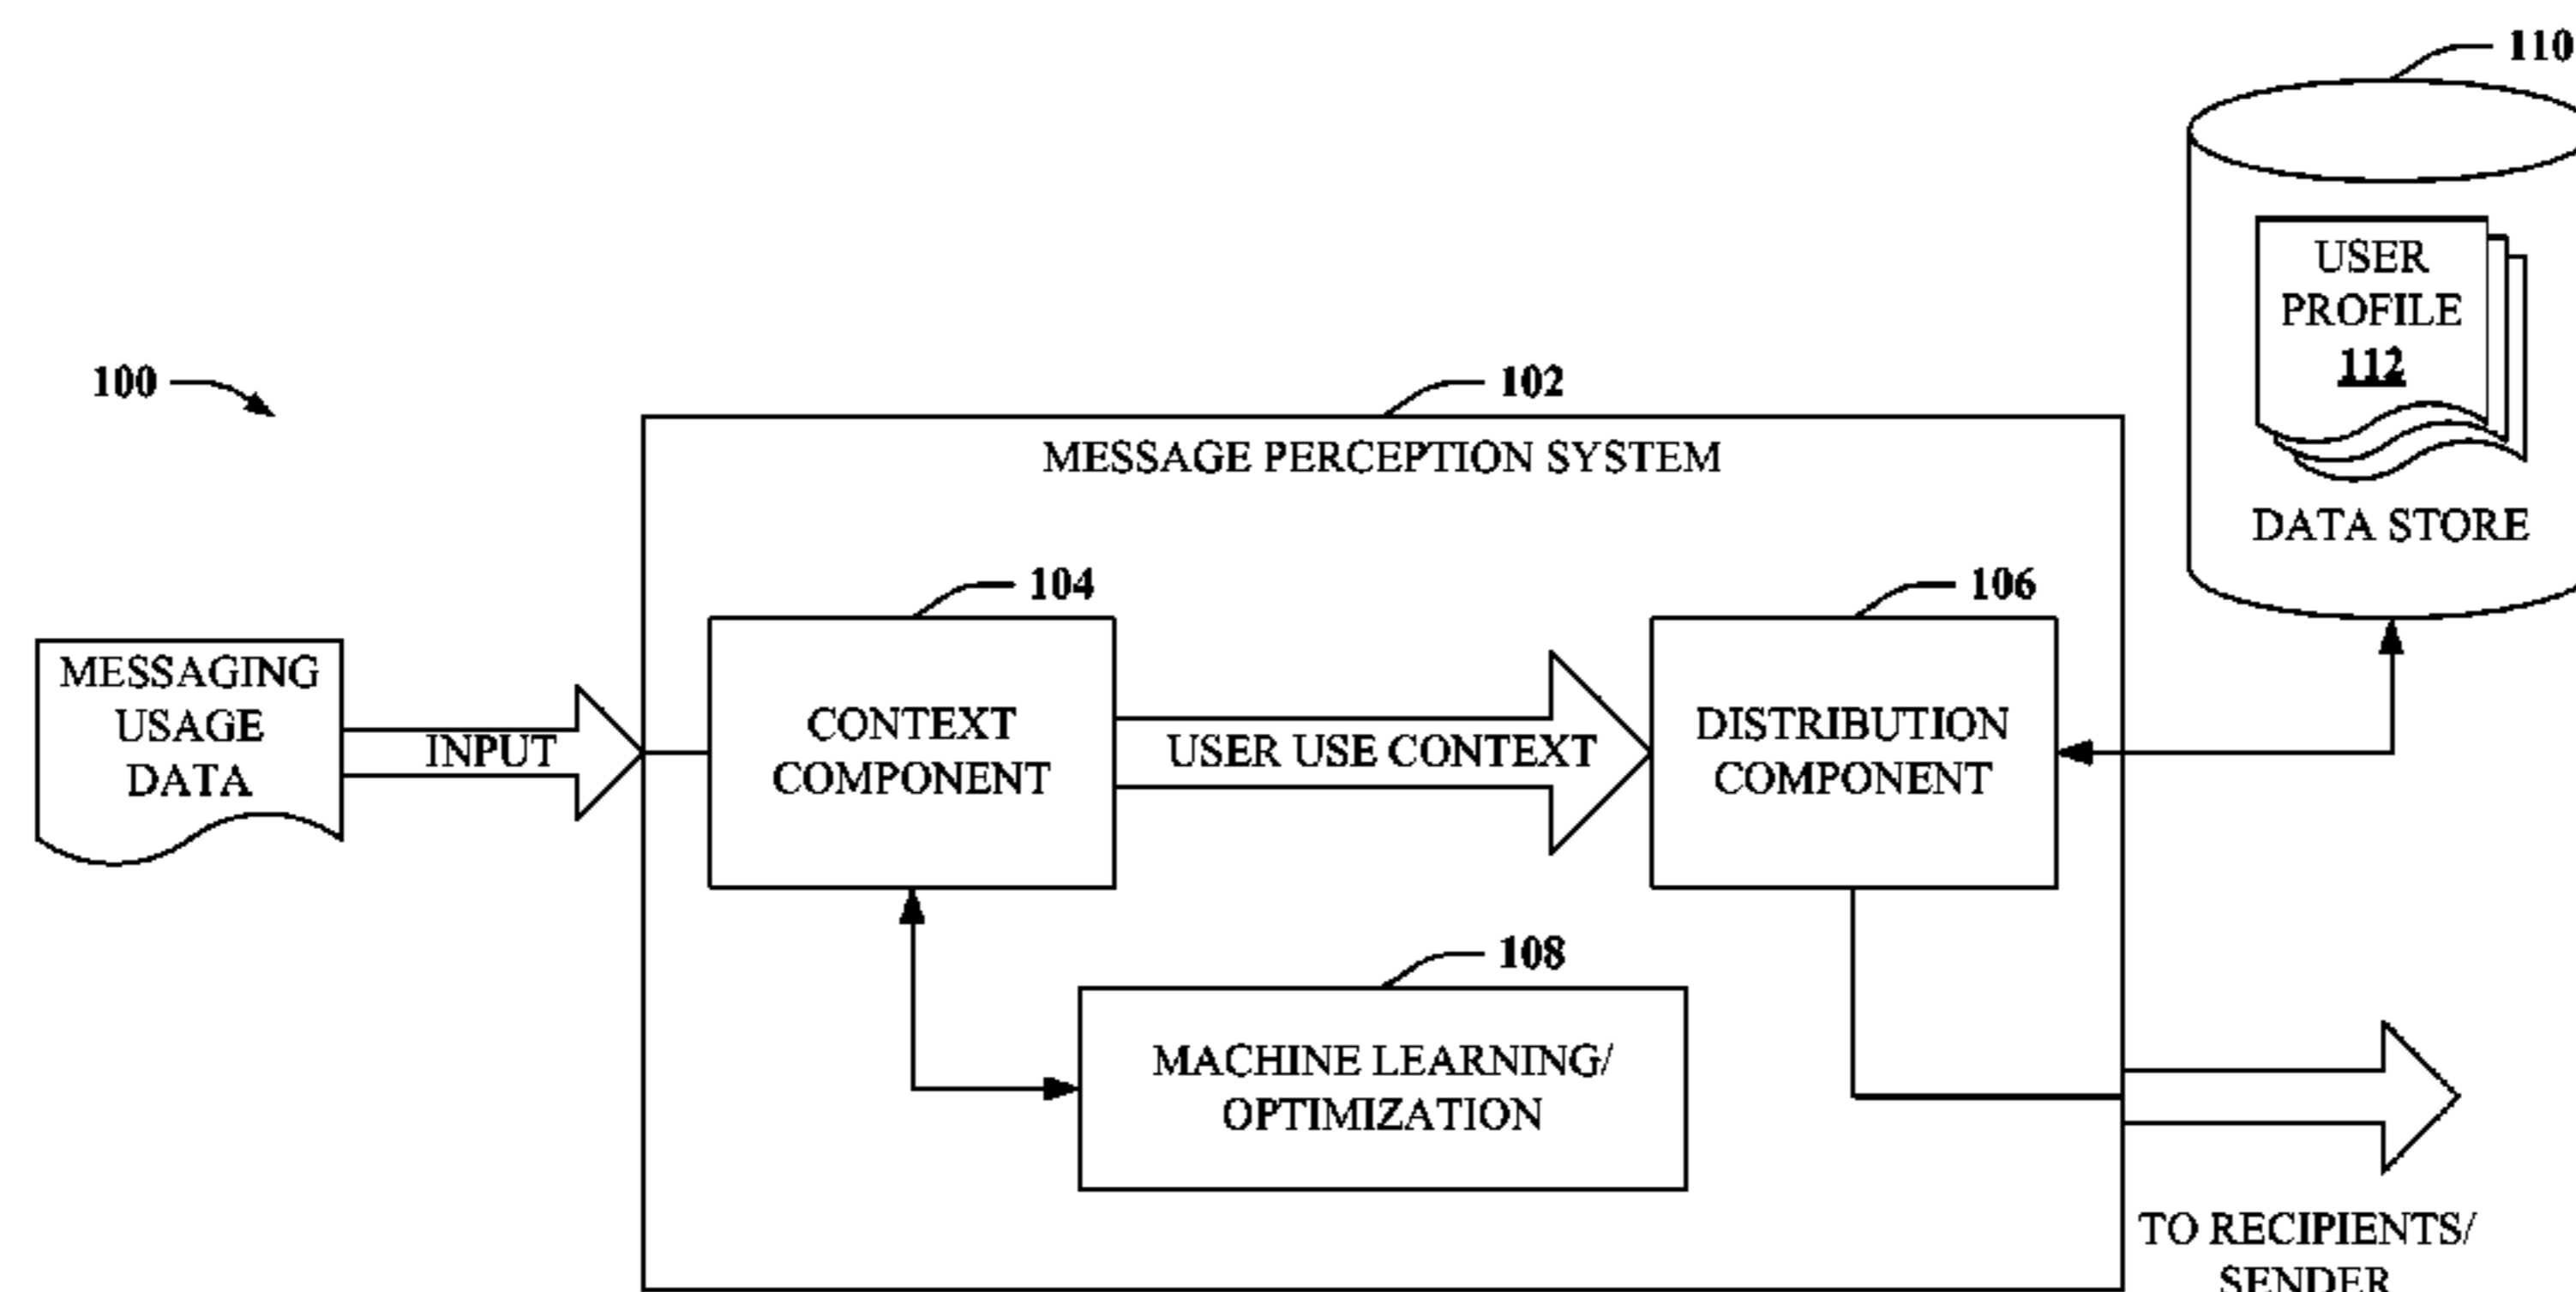 110
USER
PROFILE
112
DATA STORE
100
102
MESSAGE PERCEPTION SYSTEM
104
106
MESSAGING
USAGE
DATA
INPUT
CONTEXT
COMPONENT
USER USE CONTEXT
DISTRIBUTION
COMPONENT
108
MACHINE LEARNING/
OPTIMIZATION
TO RECIPIENTS/
SENDER